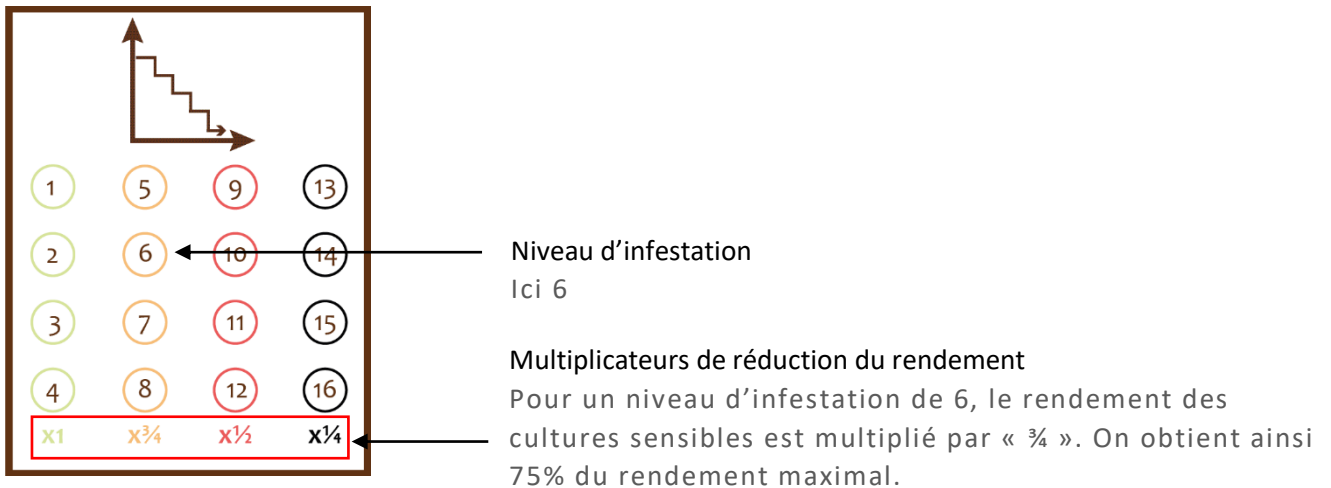 1 5 9 13
2 6 10 14
Niveau d’infestation
Ici 6
3 7 11 15
Multiplicateurs de réduction du rendement
4 8 12 16
Pour un niveau d’infestation de 6, le rendement des
x1 x¾ x½ x¼
cultures sensibles est multiplié par « ¾ ». On obtient ainsi
75% du rendement maximal.